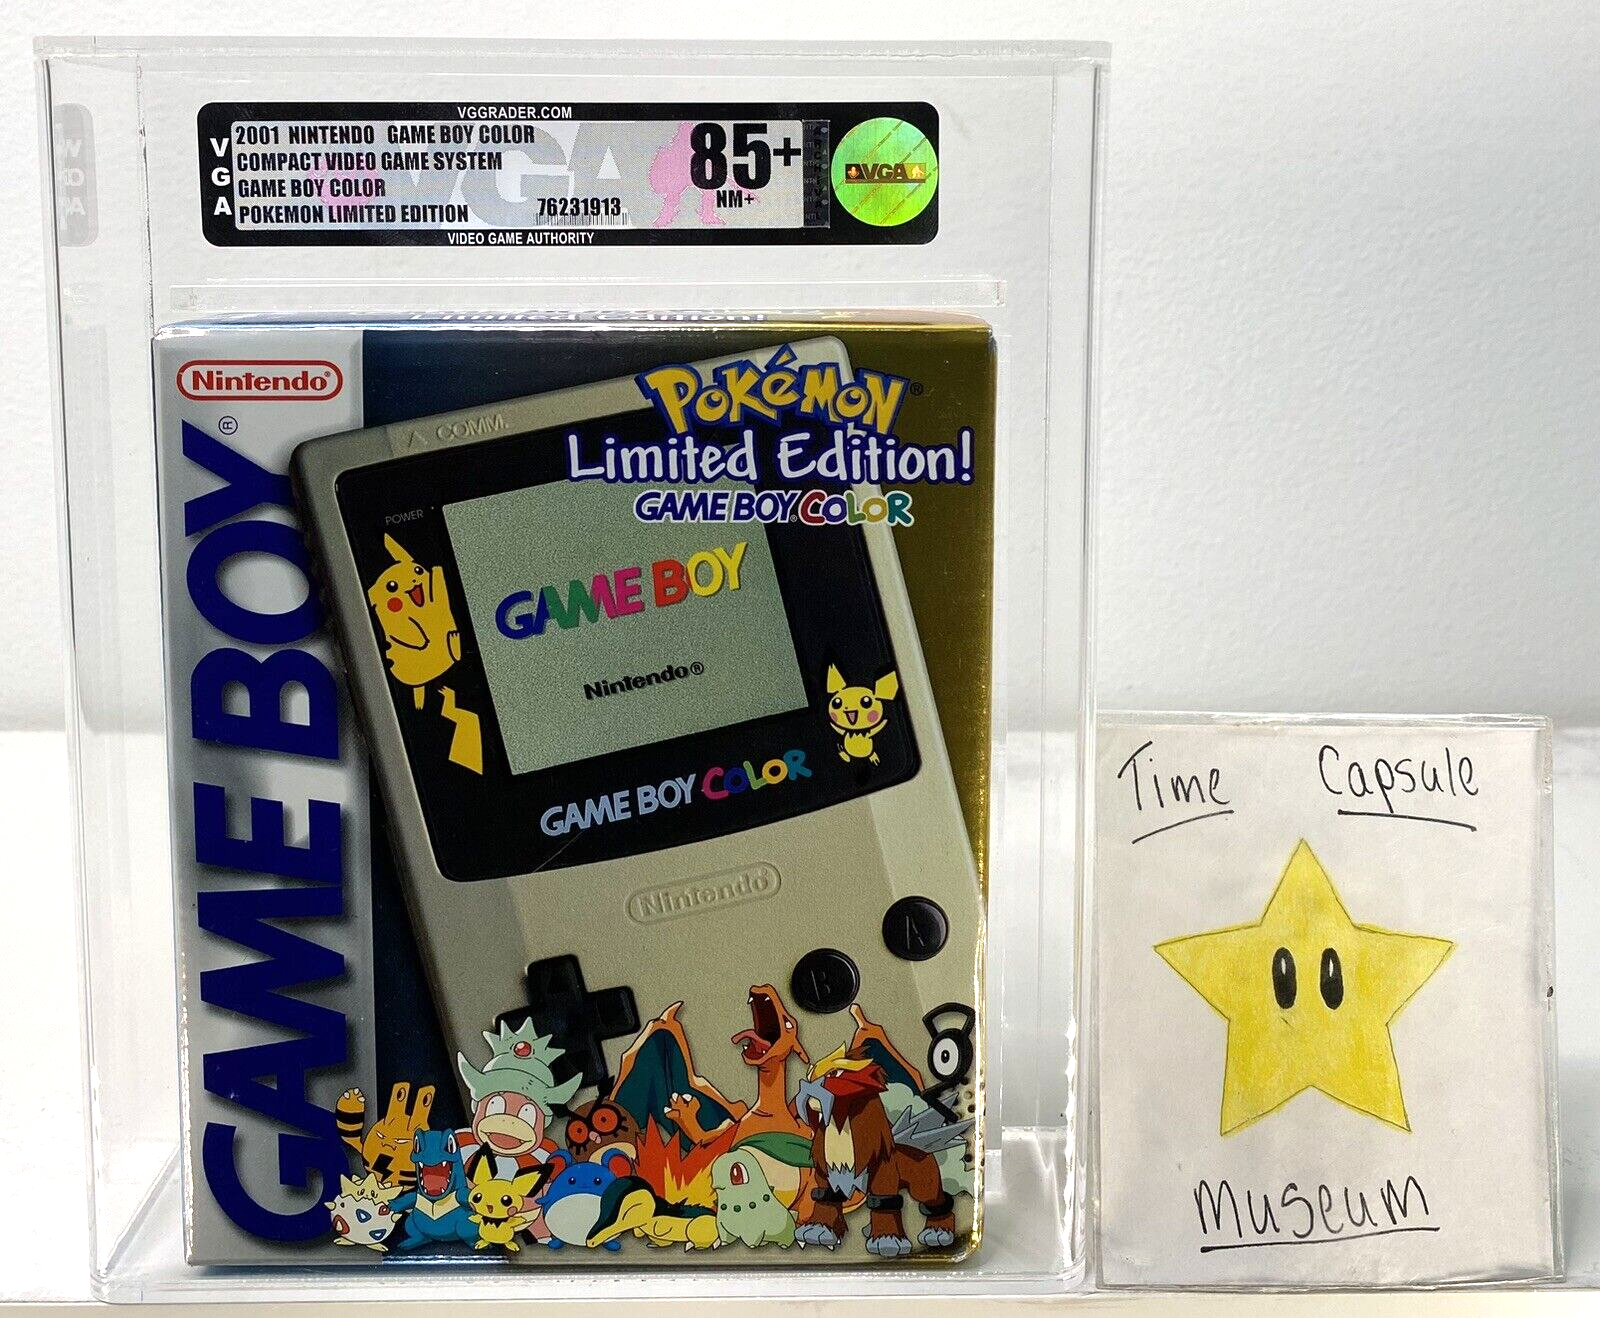 VGGRADER.COM
VGA
2001 NINTENDO GAME BOY COLOR
COMPACT VIDEO GAME SYSTEM
GAME BOY COLOR
POKEMON LIMITED EDITION
76231913
85+
NM+
VGA
VIDEO GAME AUTHORITY
Limited Edition!
Nintendo®
GAME BOY®
POKéMON®
Limited Edition!
GAME BOY® COLOR
COMM.
POWER
GAME BOY
Nintendo®
GAME BOY COLOR
Nintendo®
A
B
Time Capsule
Museum